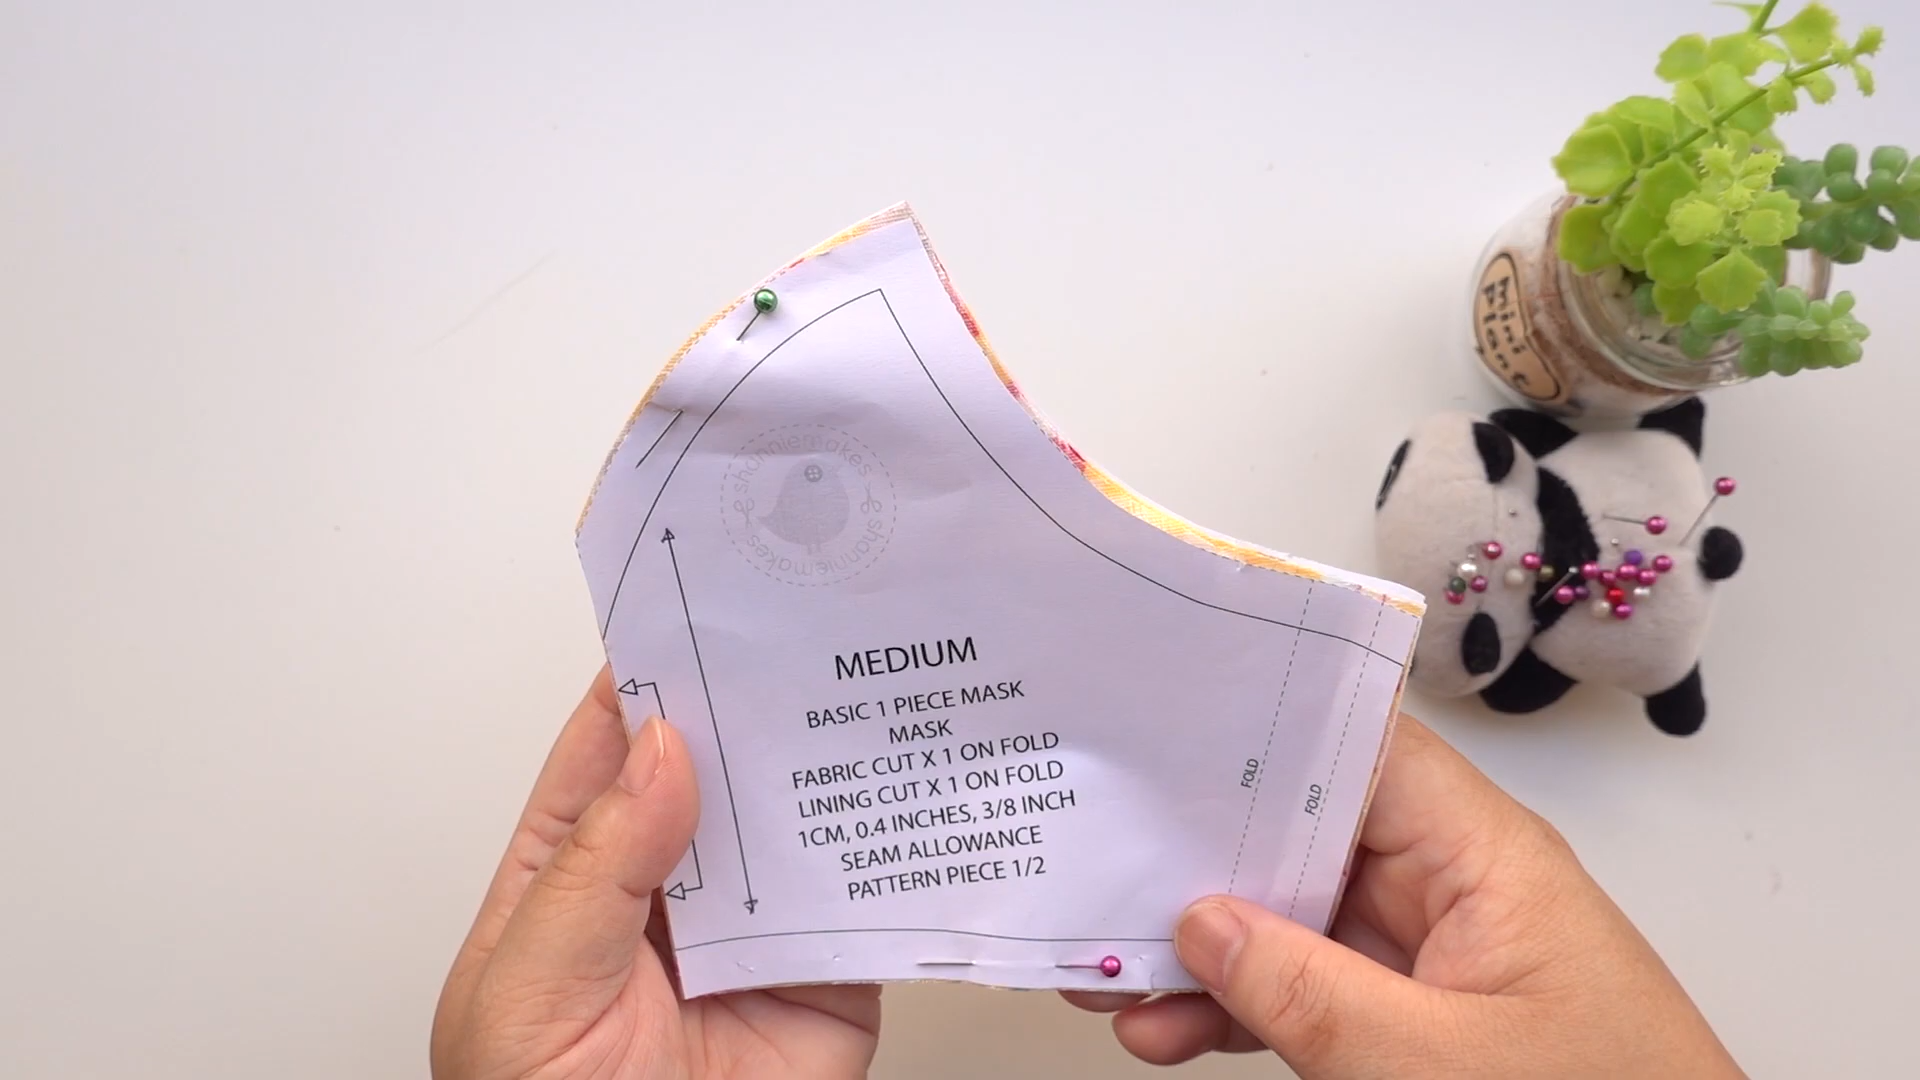 shanniemakes
shanniemakes
MEDIUM
BASIC 1 PIECE MASK
MASK
FABRIC CUT X 1 ON FOLD
LINING CUT X 1 ON FOLD
1CM, 0.4 INCHES, 3/8 INCH
SEAM ALLOWANCE
PATTERN PIECE 1/2
FOLD
FOLD
mini